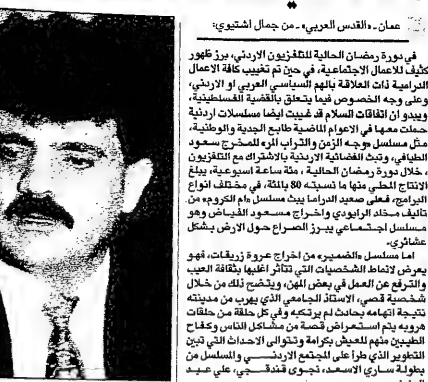 عمان ـ «القدس العربي» ـ من جمال اشتيوي:
في دورة رمضان الحالية للتلفزيون الاردني، برز ظهور
كثيف للاعمال الاجتماعية، في حين تم تغييب كافة الاعمال
الدرامية ذات العلاقة بالهم السياسي العربي او الاردني،
وعلى وجه الخصوص فيما يتعلق بالقضية الفلسطينية،
ويبدو ان اتفاقات السلام قد غيبت ايضا مسلسلات اردنية
حملت معها في الاعوام الماضية طابع الجدية والوطنية،
مثل مسلسل «وجه الزمن والتراب المر» للمخرج سعود
الطيافي، وتبث الفضائية الاردنية بالاشتراك مع التلفزيون
، خلال دورة رمضان الحالية ، مئة ساعة اسبوعية، يبلغ
الانتاج المحلي منها ما نسبته 80 بالمئة، في مختلف انواع
البرامج، فعلى صعيد الدراما يبث مسلسل «ام الكروم» من
تأليف مخلد الزيودي واخراج مسعود الفياض وهو
مسلسل اجتماعي يبرز الصراع حول الارض بشكل
عشائري.
اما مسلسل «الضمير» من اخراج عروة زريقات، فهو
يعرض لانماط الشخصيات التي تتأثر اغلبها بثقافة العيب
والترفع عن العمل في بعض المهن، ويتضح ذلك من خلال
شخصية قصي، الاستاذ الجامعي الذي يهرب من مدينته
نتيجة اتهامه بحادث لم يرتكبه وفي كل حلقة من حلقات
هروبه يتم استعراض قصة من مشاكل الناس وكفاح
الطيبين منهم للعيش بكرامة وتتوالى الاحداث التي تبين
التطوير الذي طرأ على المجتمع الاردنـــي والمسلسل من
بطولـة ساري الاسعد، نجوى قندقـجي، علي عبد